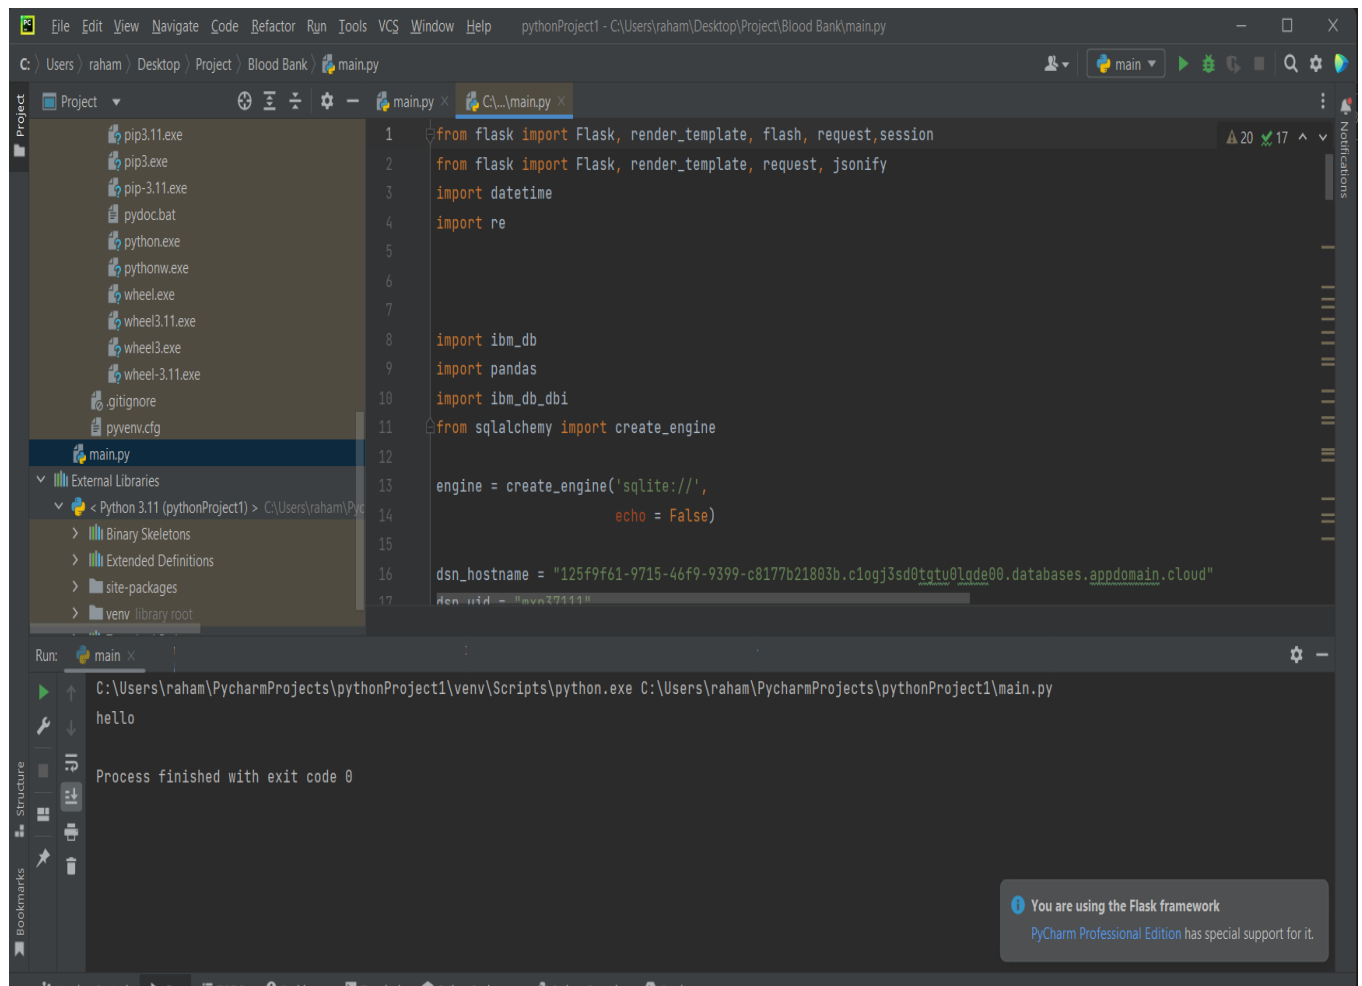 File Edit View Navigate Code Refactor Run Tools VCS Window Help pythonProject1 - C:\Users\raham\Desktop\Project\Blood Bank\main.py
C: Users raham Desktop Project Blood Bank main.py main
Project
Project
main.py C:\...\main.py
Notifications
pip3.11.exe
pip3.exe
pip-3.11.exe
pydoc.bat
python.exe
pythonw.exe
wheel.exe
wheel3.11.exe
wheel3.exe
wheel-3.11.exe
.gitignore
pyvenv.cfg
main.py
External Libraries
< Python 3.11 (pythonProject1) > C:\Users\raham\Pyc
Binary Skeletons
Extended Definitions
site-packages
venv library root
20 17
1 from flask import Flask, render_template, flash, request,session
2 from flask import Flask, render_template, request, jsonify
3 import datetime
4 import re
5
6
7
8 import ibm_db
9 import pandas
10 import ibm_db_dbi
11 from sqlalchemy import create_engine
12
13 engine = create_engine('sqlite://',
14 echo = False)
15
16 dsn_hostname = "125f9f61-9715-46f9-9399-c8177b21803b.c1ogj3sd0tgtu0lqde00.databases.appdomain.cloud"
17 dsn_uid = "mxn37111"
Run: main
C:\Users\raham\PycharmProjects\pythonProject1\venv\Scripts\python.exe C:\Users\raham\PycharmProjects\pythonProject1\main.py
hello
Process finished with exit code 0
Structure
Bookmarks
You are using the Flask framework
PyCharm Professional Edition has special support for it.